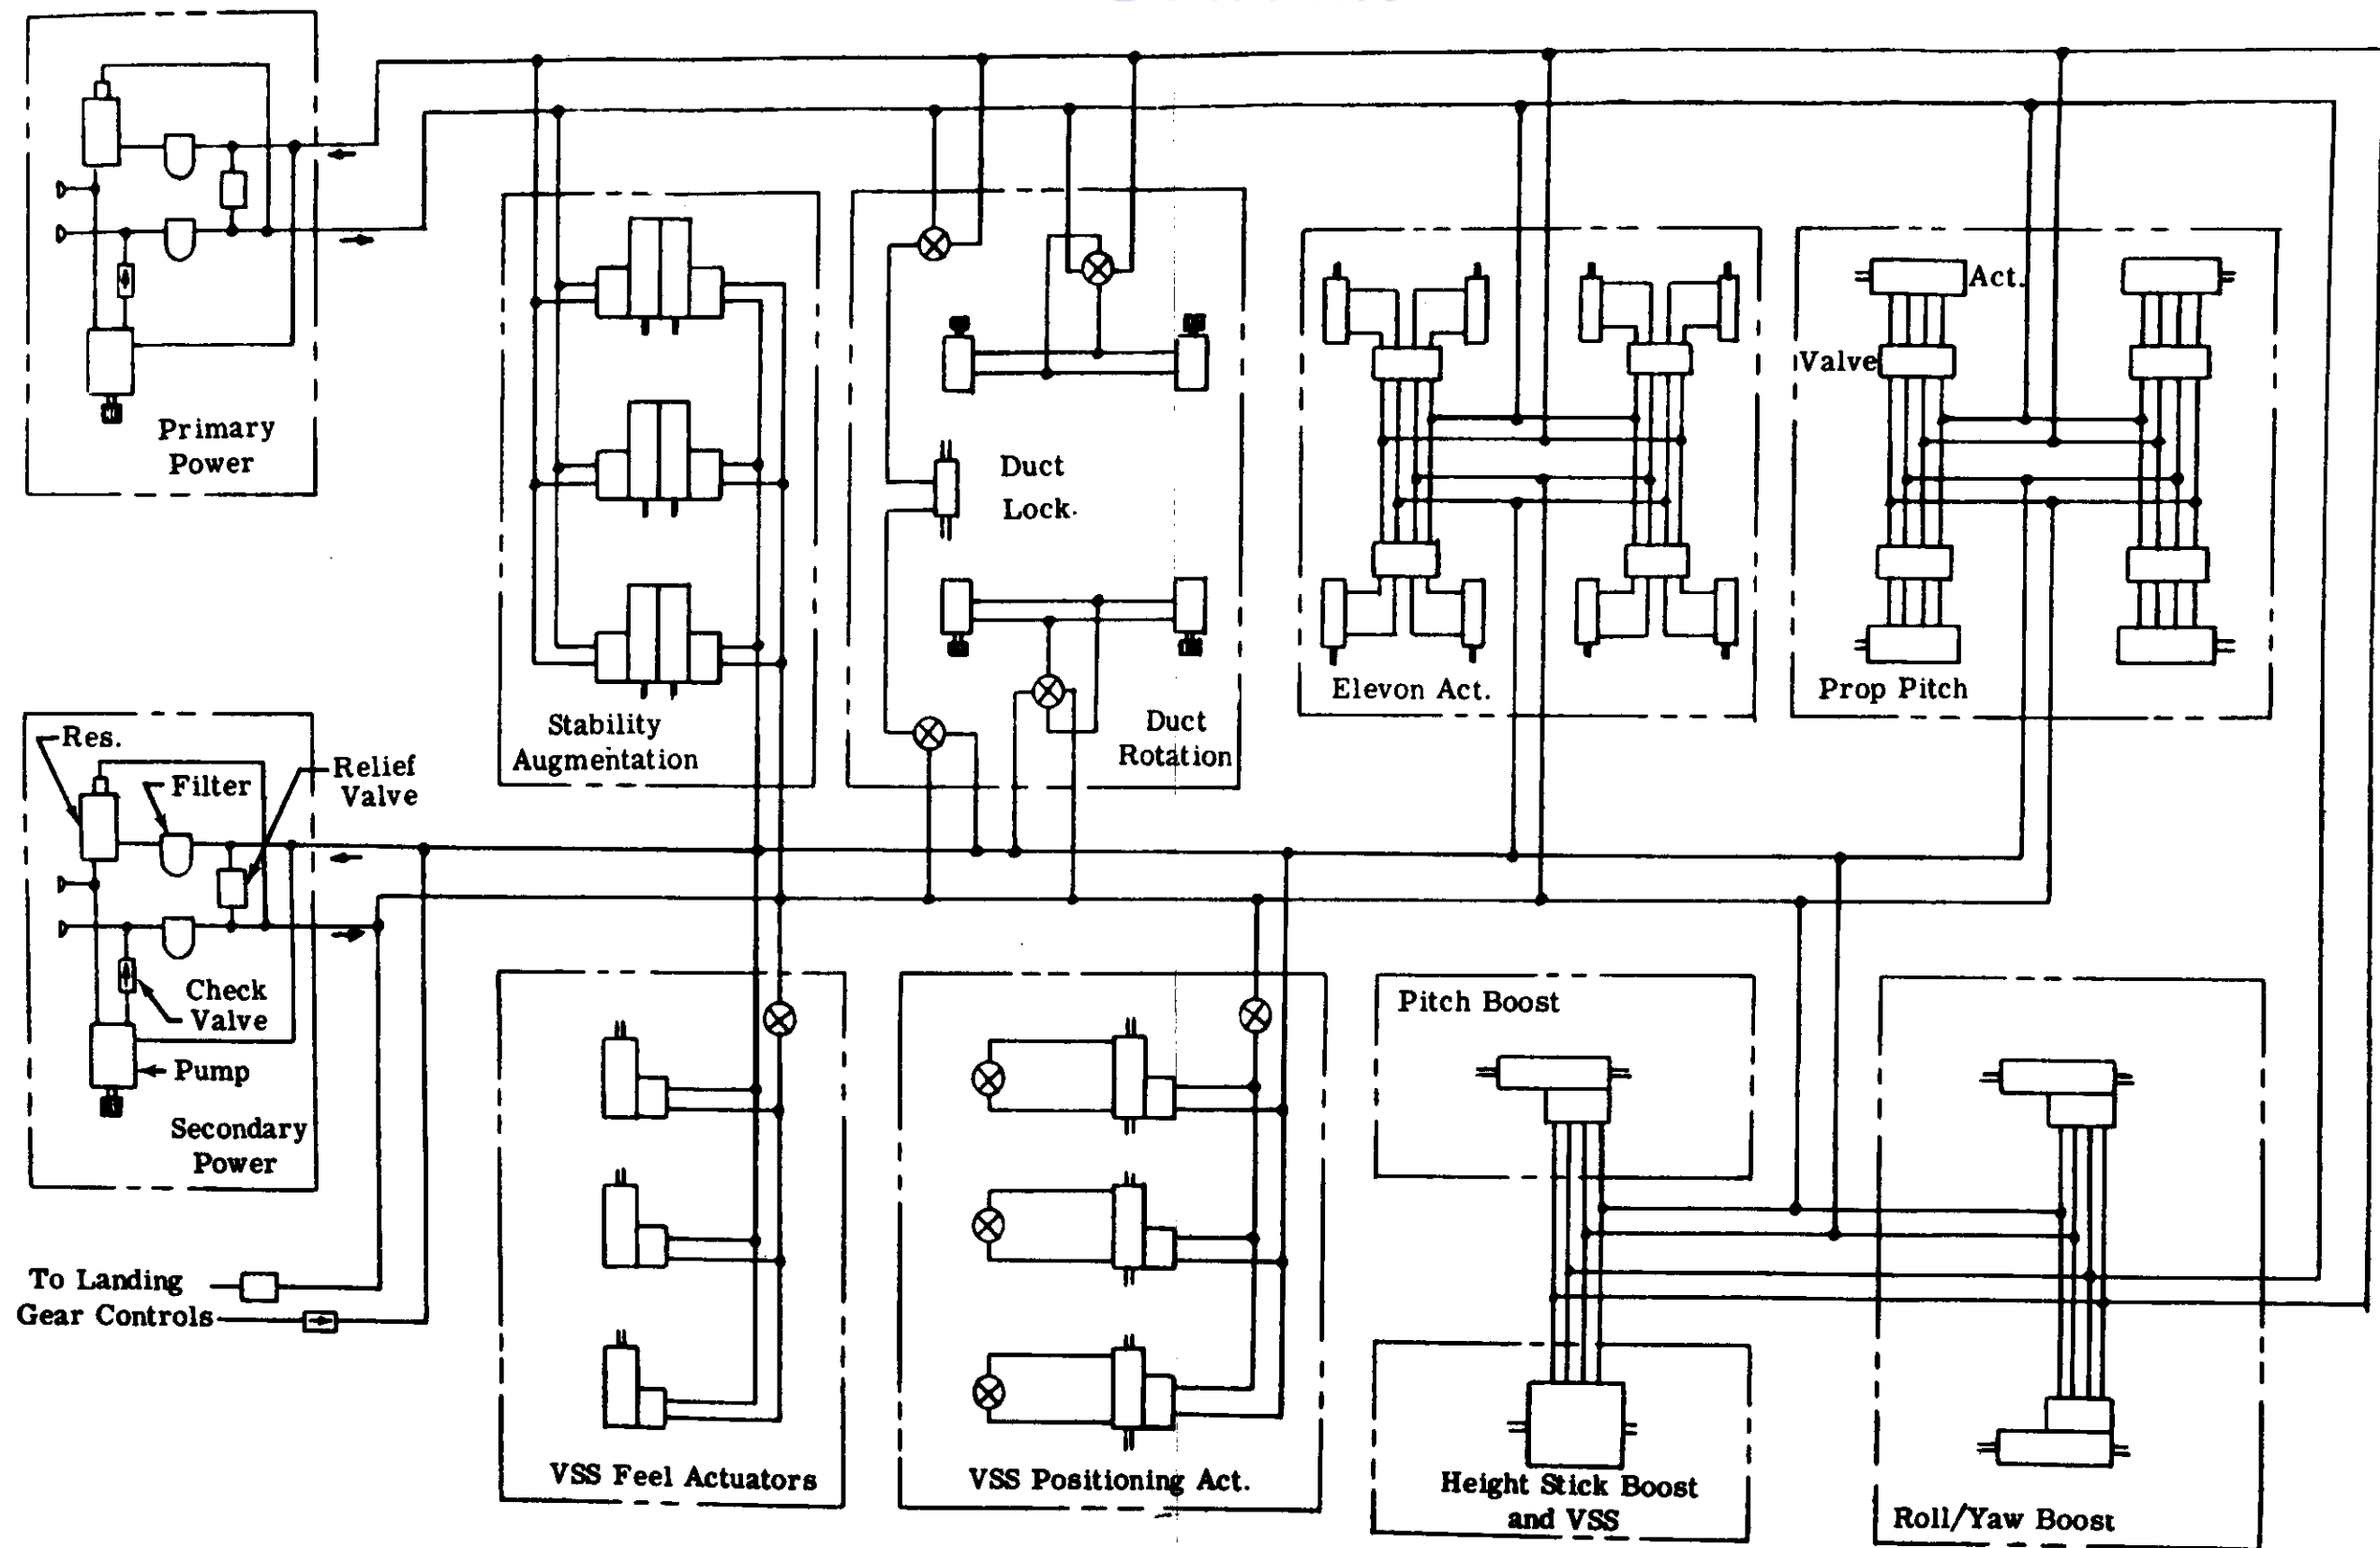 Primary
Power
Act.
Valve
Duct
Lock.
Elevon Act.
Prop Pitch
Stability
Augmentation
Duct
Rotation
Res.
Filter
Relief
Valve
Check
Valve
Pump
Secondary
Power
To Landing
Gear Controls
Pitch Boost
VSS Feel Actuators
VSS Positioning Act.
Height Stick Boost
and VSS
Roll/Yaw Boost